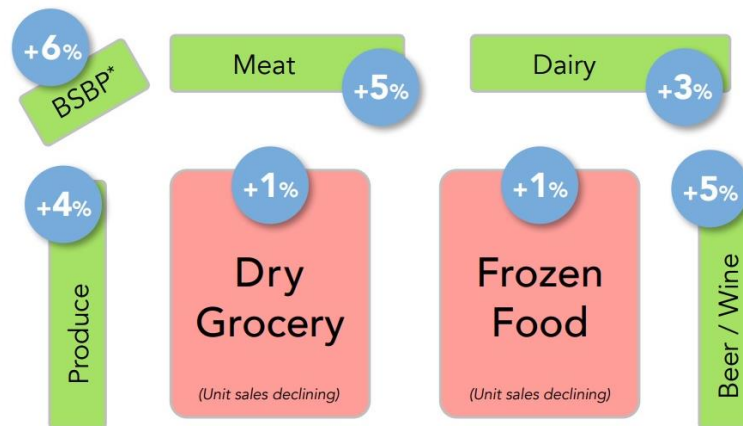 +6%
BSBP*
Meat
+5%
Dairy
+3%
+4%
Produce
+1%
Dry
Grocery
(Unit sales declining)
+1%
Frozen
Food
(Unit sales declining)
+5%
Beer / Wine